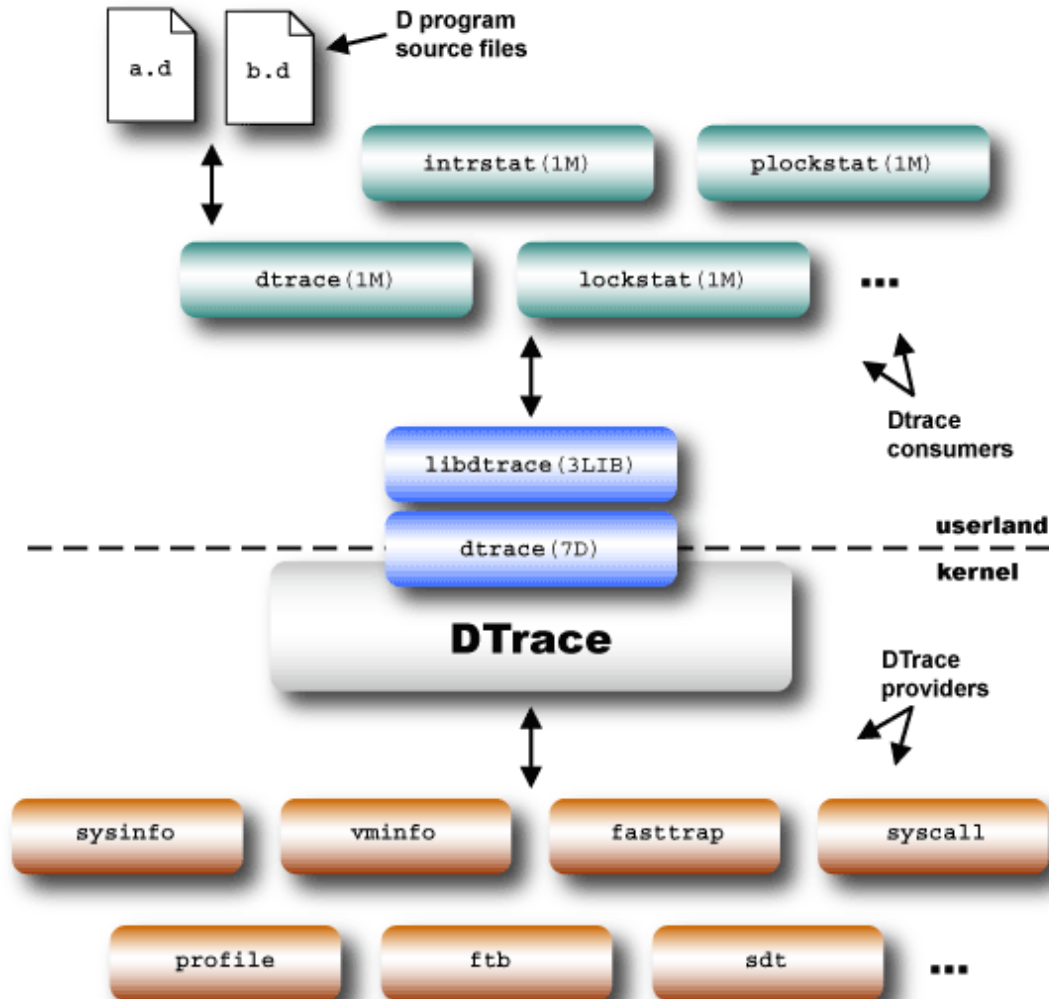 D program
source files
a.d
b.d
intrstat(1M)
plockstat(1M)
dtrace(1M)
lockstat(1M)
...
Dtrace
consumers
libdtrace(3LIB)
userland
dtrace(7D)
kernel
DTrace
DTrace
providers
sysinfo
vminfo
fasttrap
syscall
profile
ftb
sdt
...